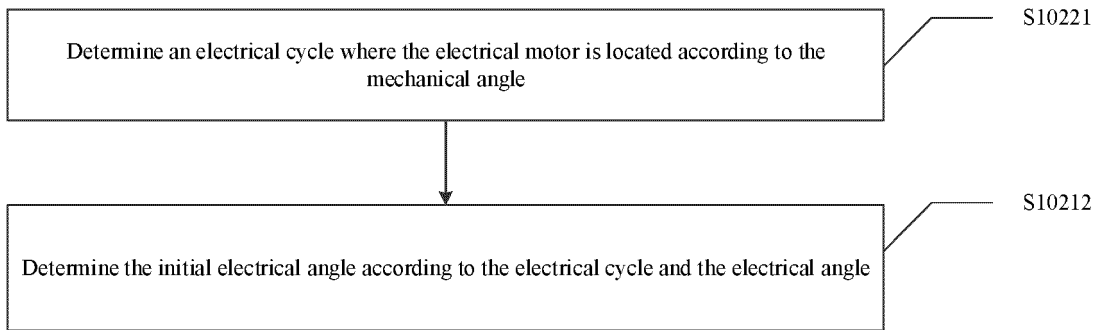 S10221
Determine an electrical cycle where the electrical motor is located according to the
mechanical angle
S10212
Determine the initial electrical angle according to the electrical cycle and the electrical angle